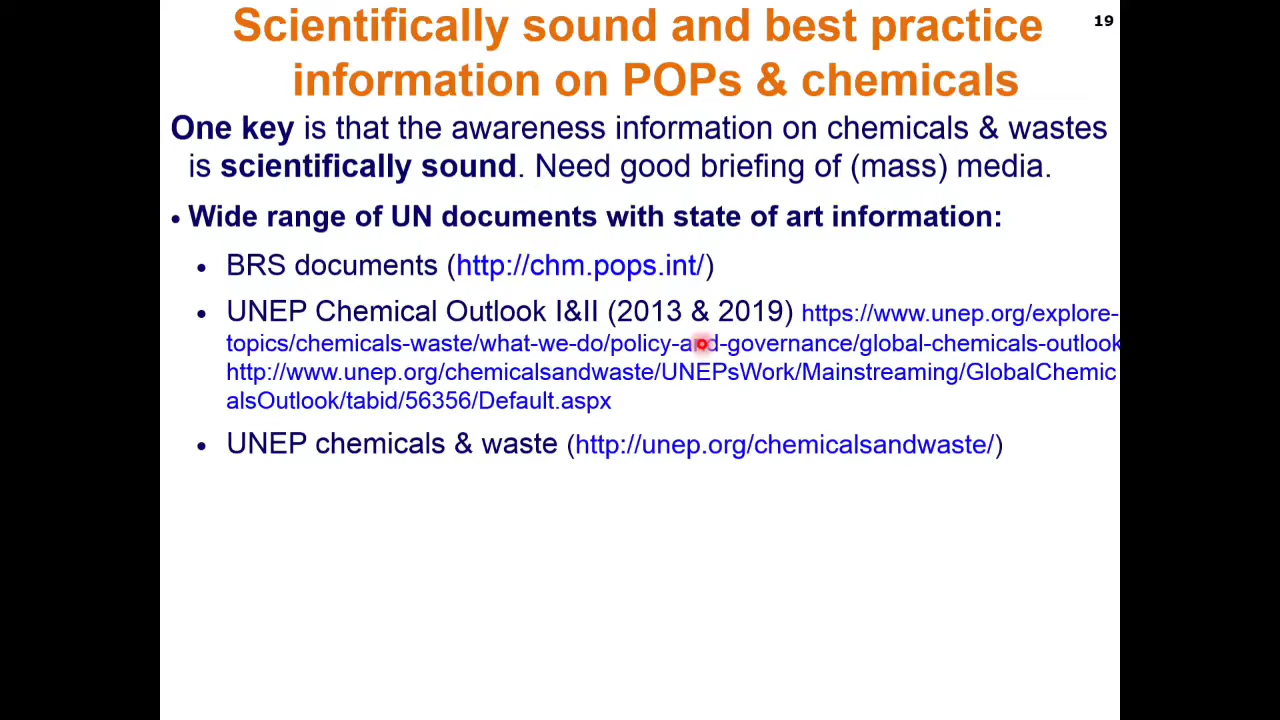 Scientifically sound and best practice
19
information on POPs & chemicals
One key is that the awareness information on chemicals & wastes
is scientifically sound. Need good briefing of (mass) media.
• Wide range of UN documents with state of art information:
• BRS documents (http://chm.pops.int/)
• UNEP Chemical Outlook I&II (2013 & 2019) https://www.unep.org/explore-
topics/chemicals-waste/what-we-do/policy-and-governance/global-chemicals-outlook
http://www.unep.org/chemicalsandwaste/UNEPsWork/Mainstreaming/GlobalChemic
alsOutlook/tabid/56356/Default.aspx
• UNEP chemicals & waste (http://unep.org/chemicalsandwaste/)